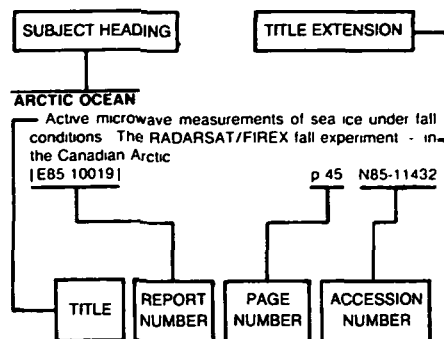 SUBJECT HEADING
TITLE EXTENSION
ARCTIC OCEAN
Active microwave measurements of sea ice under fall
conditions The RADARSAT/FIREX fall experiment - in
the Canadian Arctic
[E85 10019] p 45 N85-11432
TITLE
REPORT
NUMBER
PAGE
NUMBER
ACCESSION
NUMBER